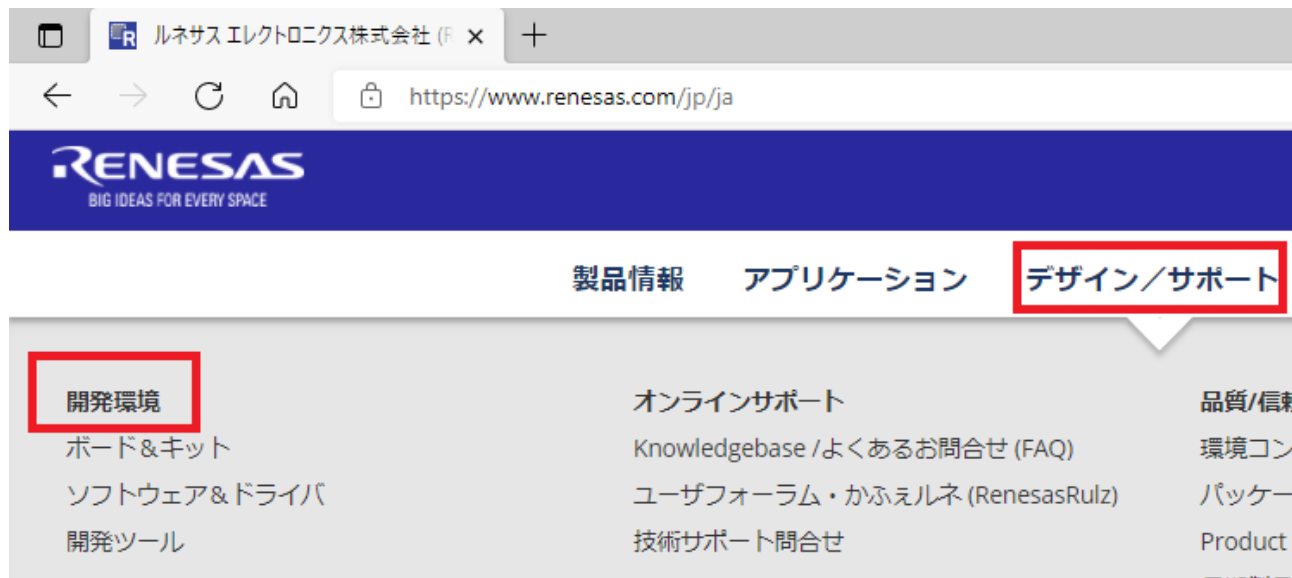 ルネサス エレクトロニクス株式会社 (R
https://www.renesas.com/jp/ja
RENESAS
BIG IDEAS FOR EVERY SPACE
製品情報 アプリケーション デザイン／サポート
開発環境
ボード＆キット
ソフトウェア＆ドライバ
開発ツール
オンラインサポート
Knowledgebase /よくあるお問合せ (FAQ)
ユーザフォーラム・かふぇルネ (RenesasRulz)
技術サポート問合せ
品質/信頼
環境コン
パッケー
Product